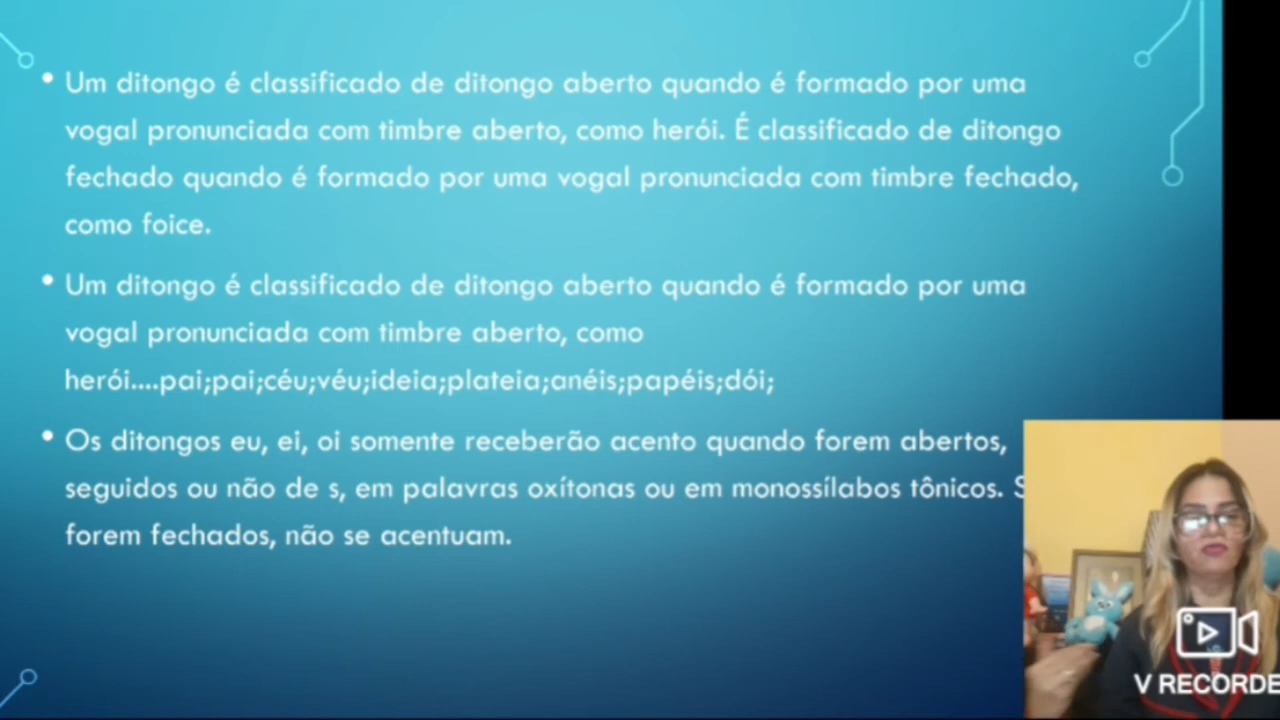 • Um ditongo é classificado de ditongo aberto quando é formado por uma
vogal pronunciada com timbre aberto, como herói. É classificado de ditongo
fechado quando é formado por uma vogal pronunciada com timbre fechado,
como foice.
• Um ditongo é classificado de ditongo aberto quando é formado por uma
vogal pronunciada com timbre aberto, como
herói....pai;pai;céu;véu;ideia;plateia;anéis;papéis;dói;
• Os ditongos eu, ei, oi somente receberão acento quando forem abertos,
seguidos ou não de s, em palavras oxítonas ou em monossílabos tônicos.
forem fechados, não se acentuam.
V RECORDE